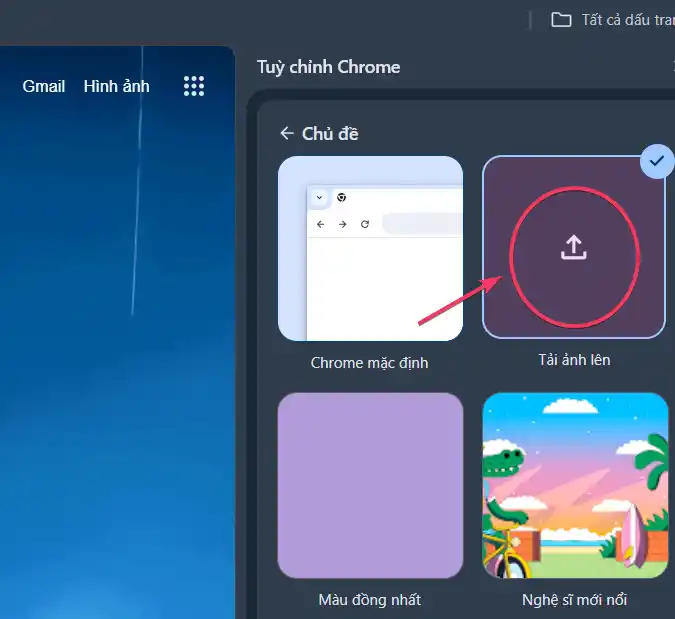 Tất cả dấu
Tuỳ chỉnh Chrome
Gmail Hình ảnh
Chủ đề
Chrome mặc định
Tải ảnh lên
Màu đồng nhất
Nghệ sĩ mới nổi